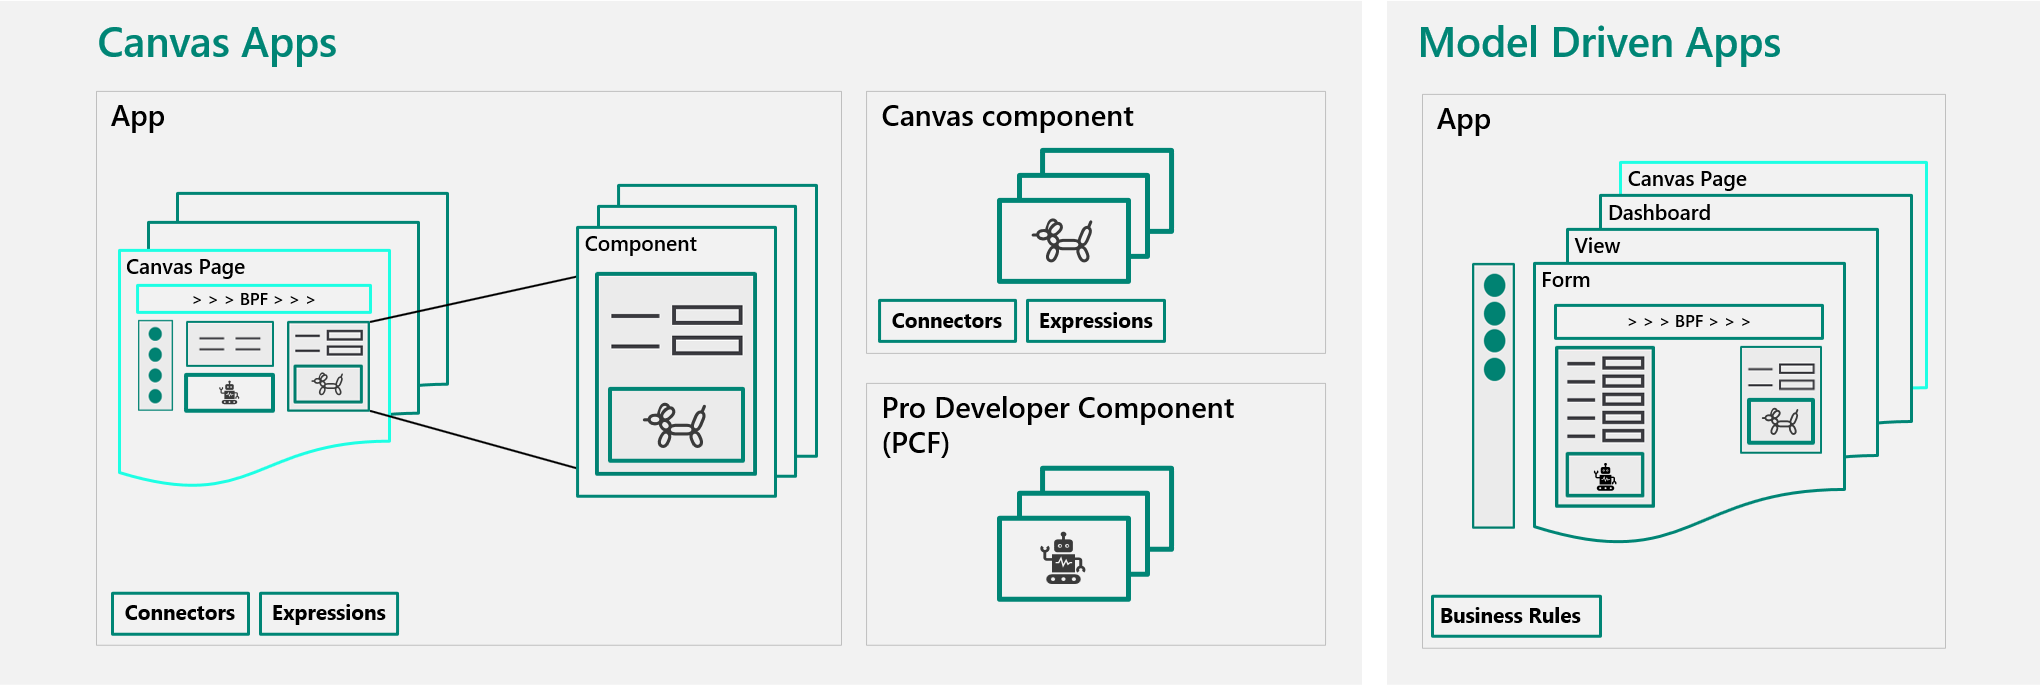 Canvas Apps
App
Canvas Page
> > > BPF > > >
Component
Connectors
Expressions
Canvas component
Connectors
Expressions
Pro Developer Component
(PCF)
Model Driven Apps
App
Canvas Page
Dashboard
View
Form
> > > BPF > > >
Business Rules